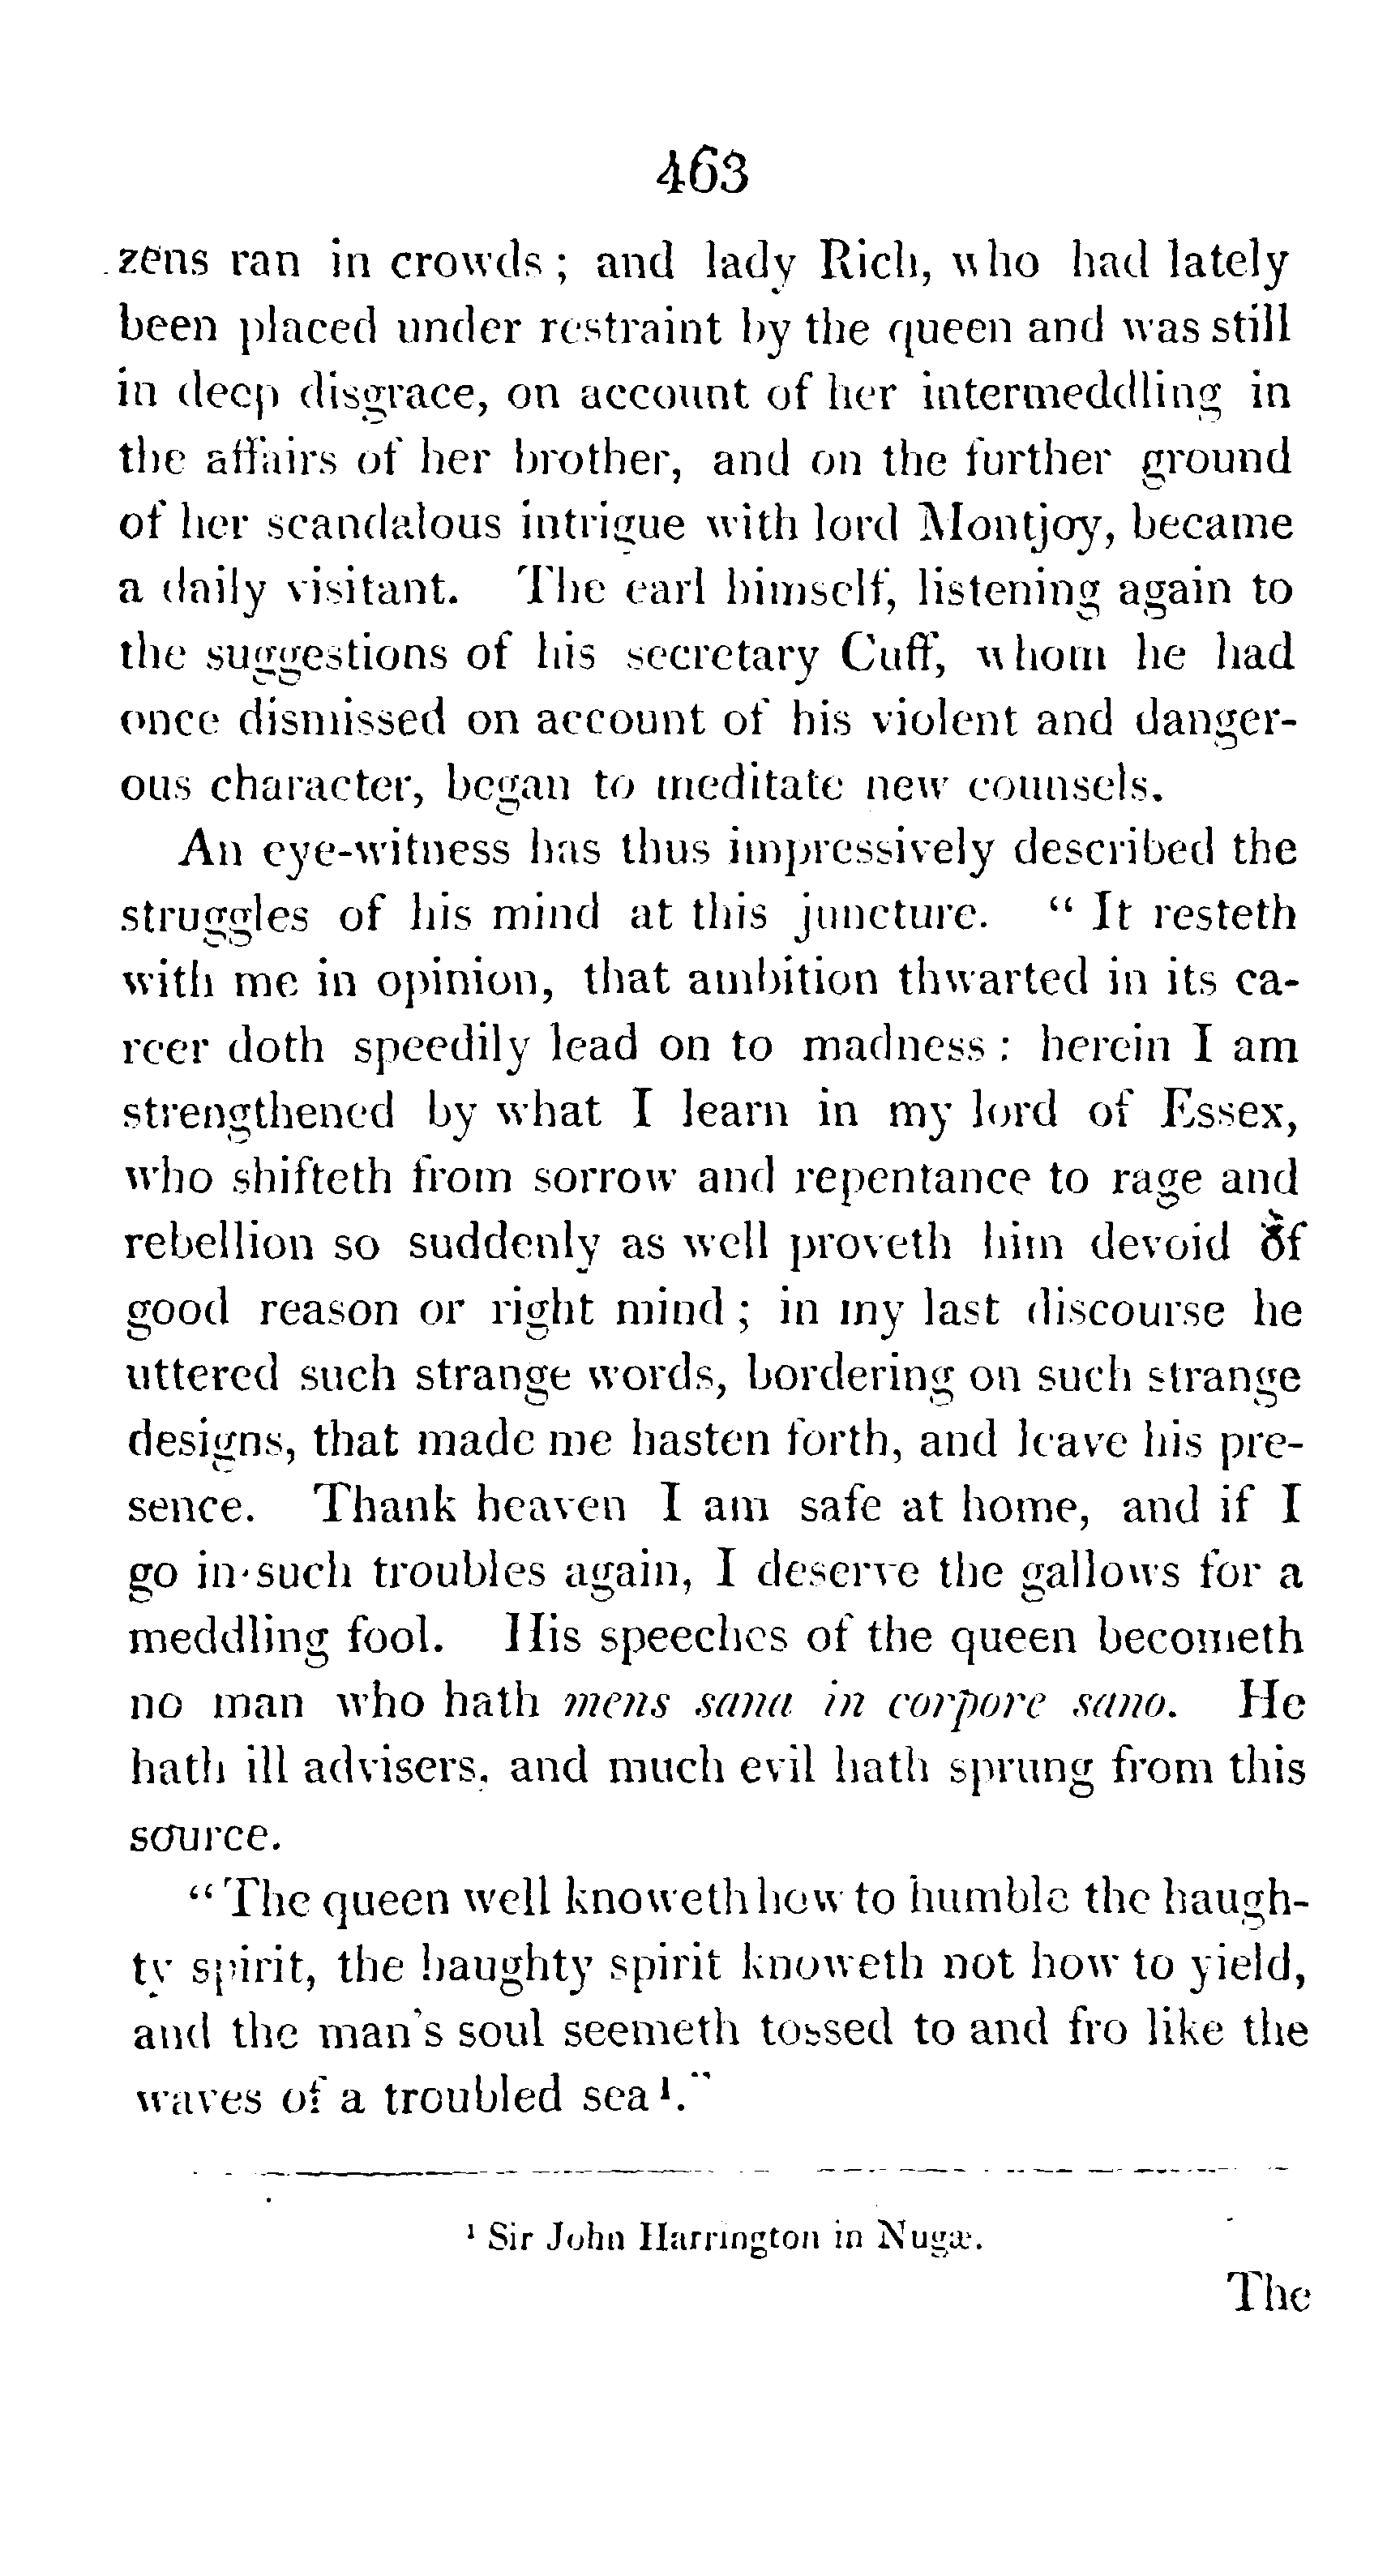 463
zens ran in crowds ; and lady Rich, who had lately
been placed under restraint by the queen and was still
in deep disgrace, on account of her intermeddling in
the affairs of her brother, and on the further ground
of her scandalous intrigue with lord Montjoy, became
a daily visitant. The earl himself, listening again to
the suggestions of his secretary Cuff, whom he had
once dismissed on account of his violent and danger-
ous character, began to meditate new counsels.
An eye-witness has thus impressively described the
struggles of his mind at this juncture. “ It resteth
with me in opinion, that ambition thwarted in its ca-
reer doth speedily lead on to madness : herein I am
strengthened by what I learn in my lord of Essex,
who shifteth from sorrow and repentance to rage and
rebellion so suddenly as well proveth him devoid of
good reason or right mind ; in my last discourse he
uttered such strange words, bordering on such strange
designs, that made me hasten forth, and leave his pre-
sence. Thank heaven I am safe at home, and if I
go in such troubles again, I deserve the gallows for a
meddling fool. His speeches of the queen becometh
no man who hath mens sana in corpore sano. He
hath ill advisers, and much evil hath sprung from this
source.
“ The queen well knoweth how to humble the haugh-
ty spirit, the haughty spirit knoweth not how to yield,
and the man's soul seemeth tossed to and fro like the
waves of a troubled sea ¹.”
¹ Sir John Harrington in Nugæ.
The